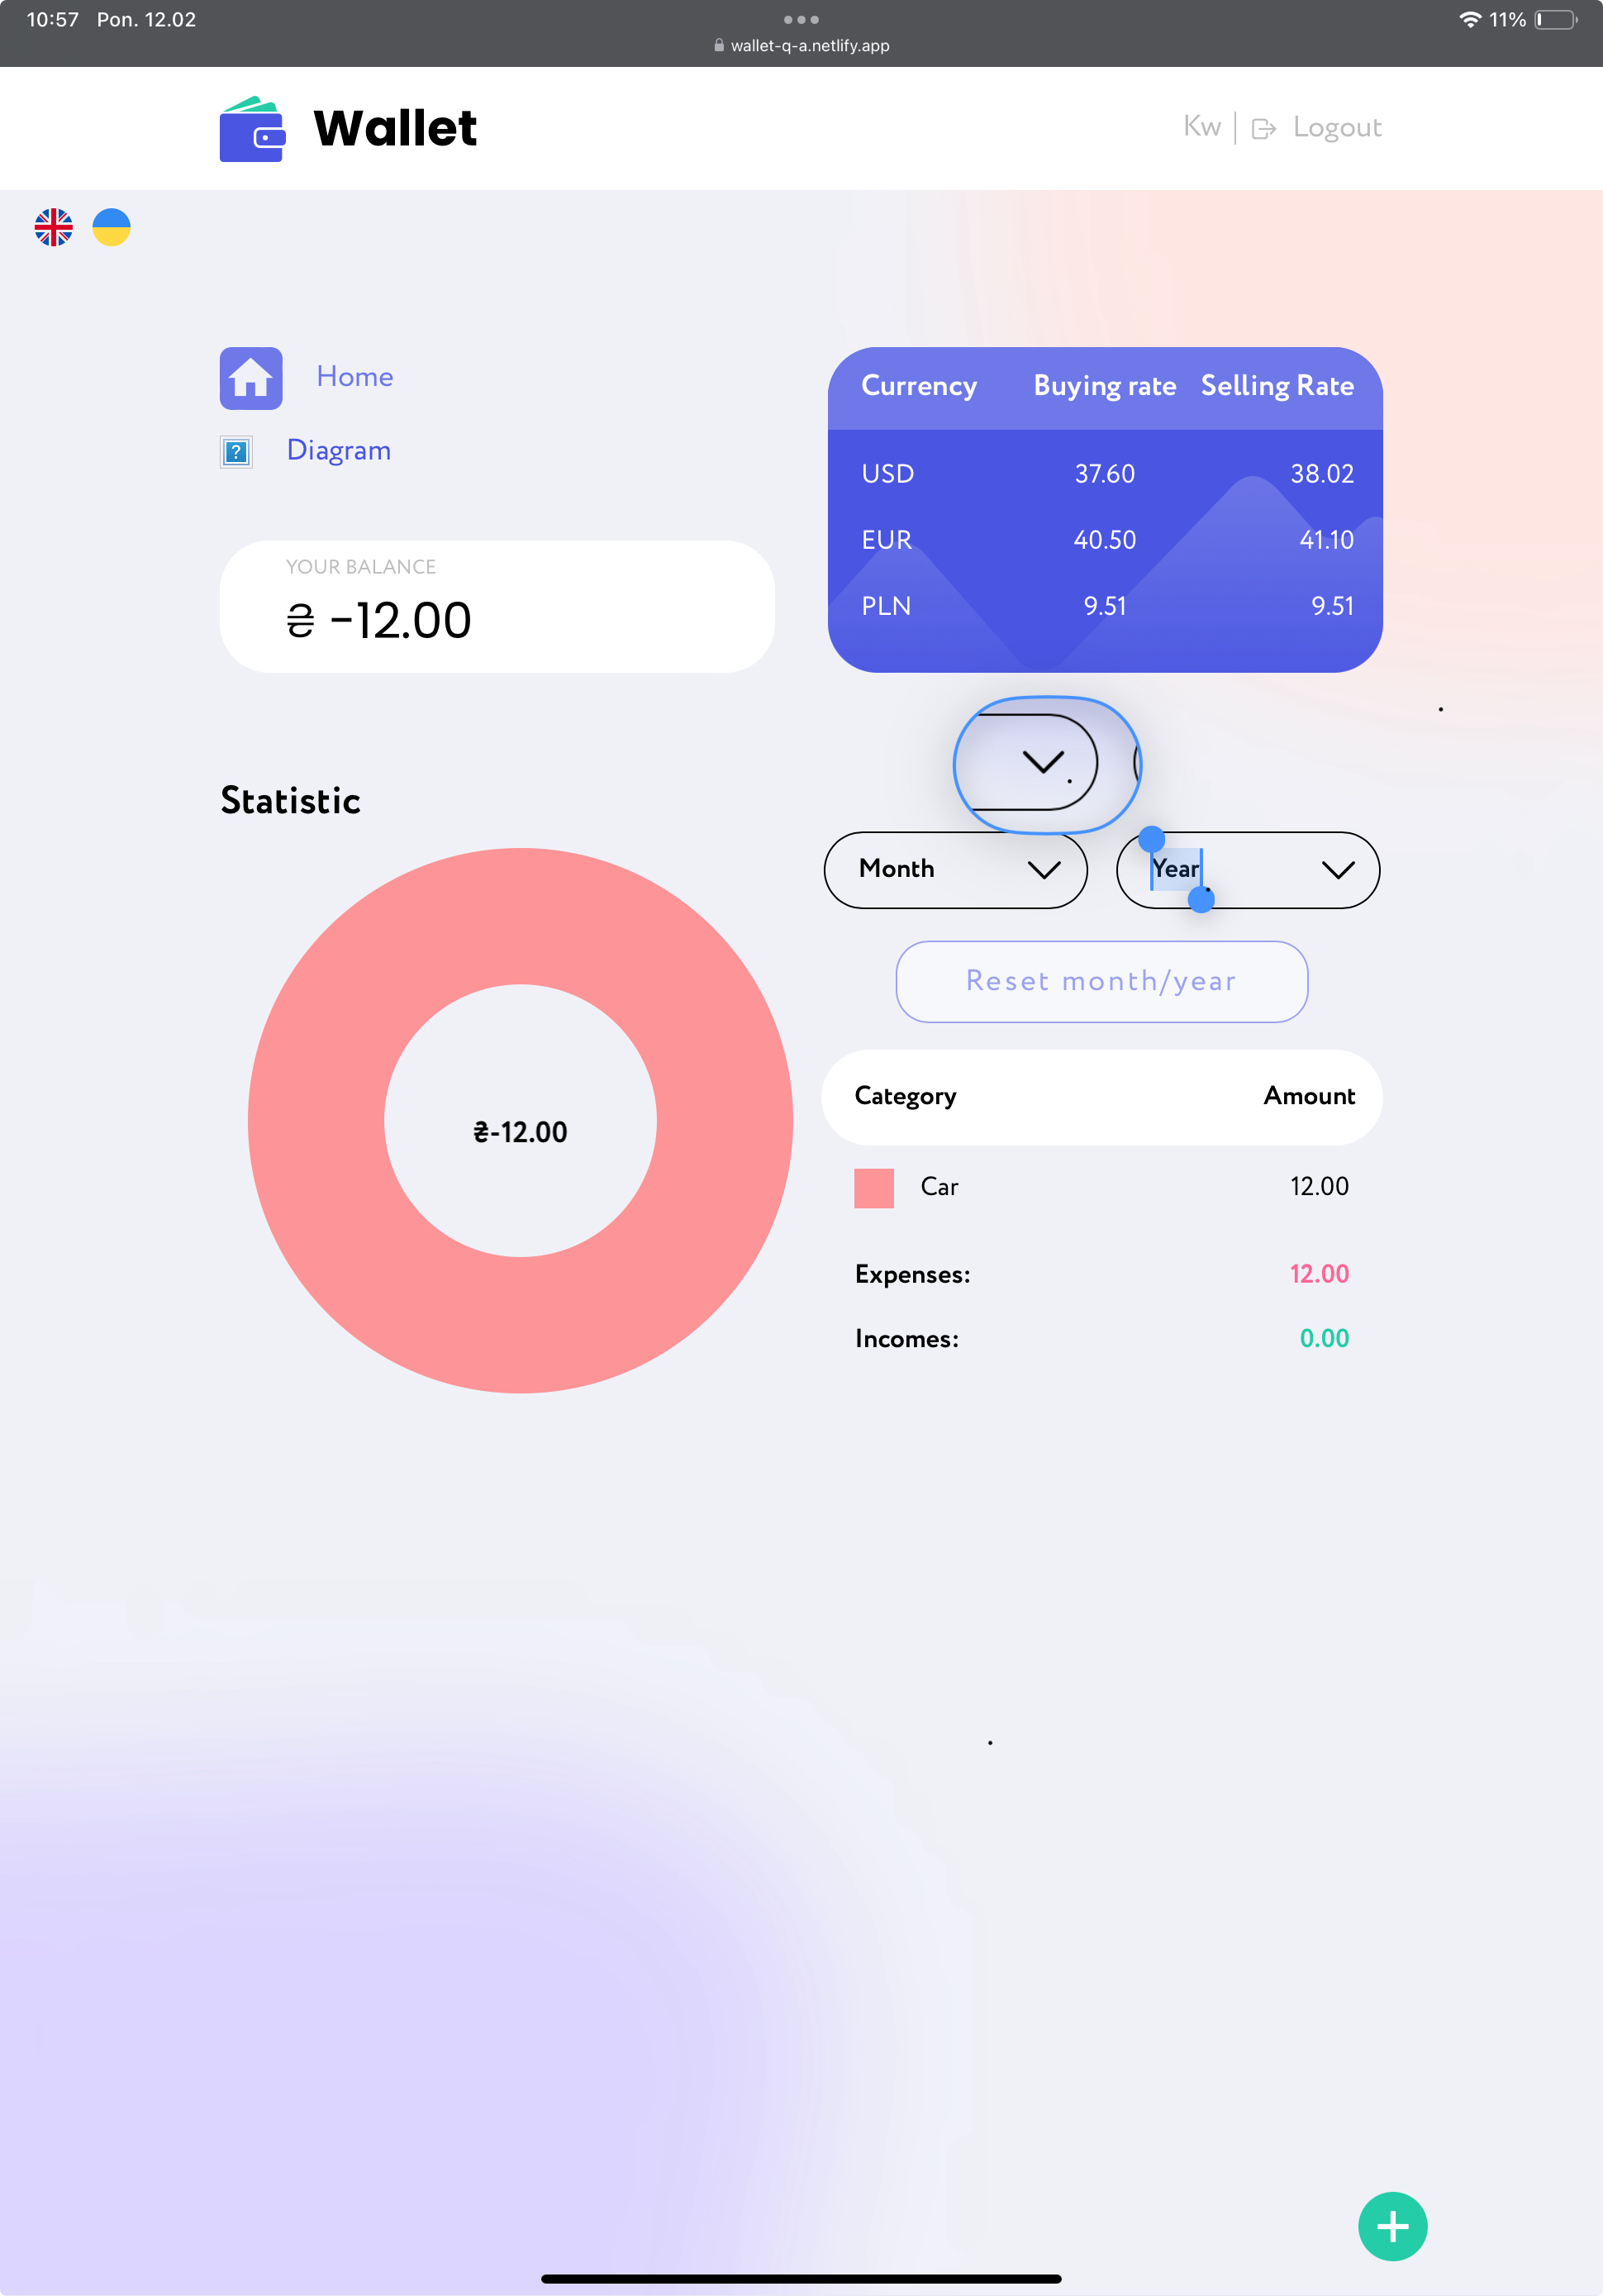 10:57 Pon. 12.02
11%
wallet-q-a.netlify.app
Wallet
Kw
Logout
Home
Diagram
YOUR BALANCE
₴ -12.00
Currency Buying rate Selling Rate
USD 37.60 38.02
EUR 40.50 41.10
PLN 9.51 9.51
Statistic
₴-12.00
Month
Year
Reset month/year
Category Amount
Car 12.00
Expenses: 12.00
Incomes: 0.00